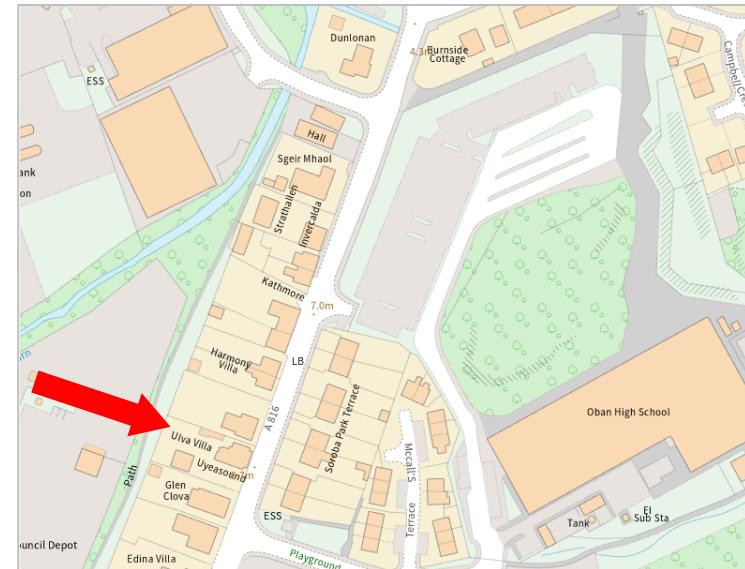 Dunlonan
4.3m
Burnside
Cottage
Campbell Cre
ESS
Hall
Sgeir Mhaol
ank
on
Strathallen
Invercalda
Kathmore
7.0m
Harmony
Villa
LB
A 816
Soroba Park Terrace
Oban High School
Ulva Villa
Uyeasound
Mccall'S
Terrace
Path
Glen
Clova
ESS
Tank
El
Sub Sta
uncil Depot
Edina Villa
Playground